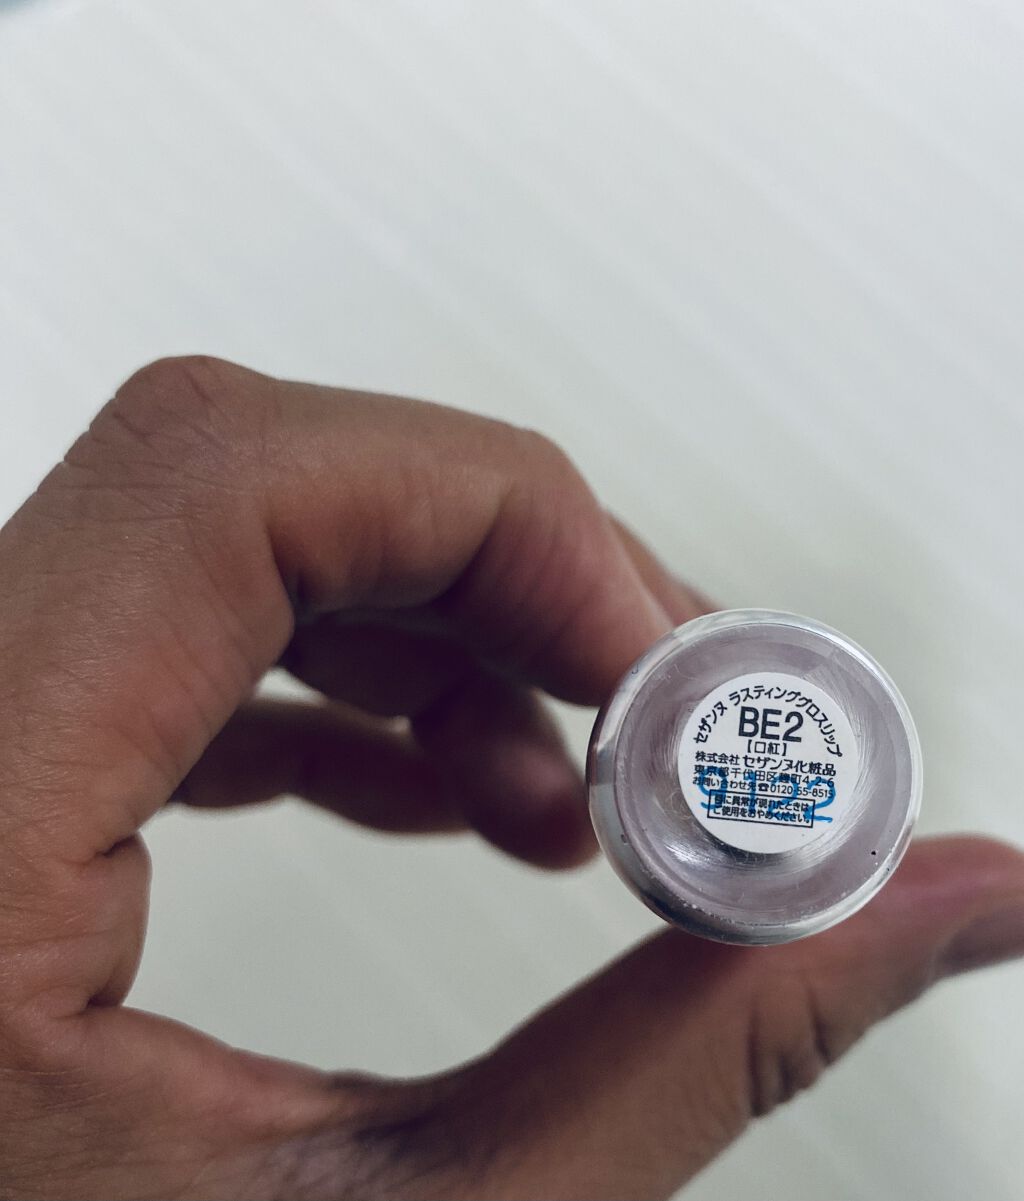 セザンヌ ラスティンググロスリップ
BE2
【口紅】
株式会社 セザンヌ化粧品
東京都千代田区麹町4-2-6
お問い合わせ先☎0120-55-8515
唇に異常が現れたときは
ご使用をおやめください。
9122